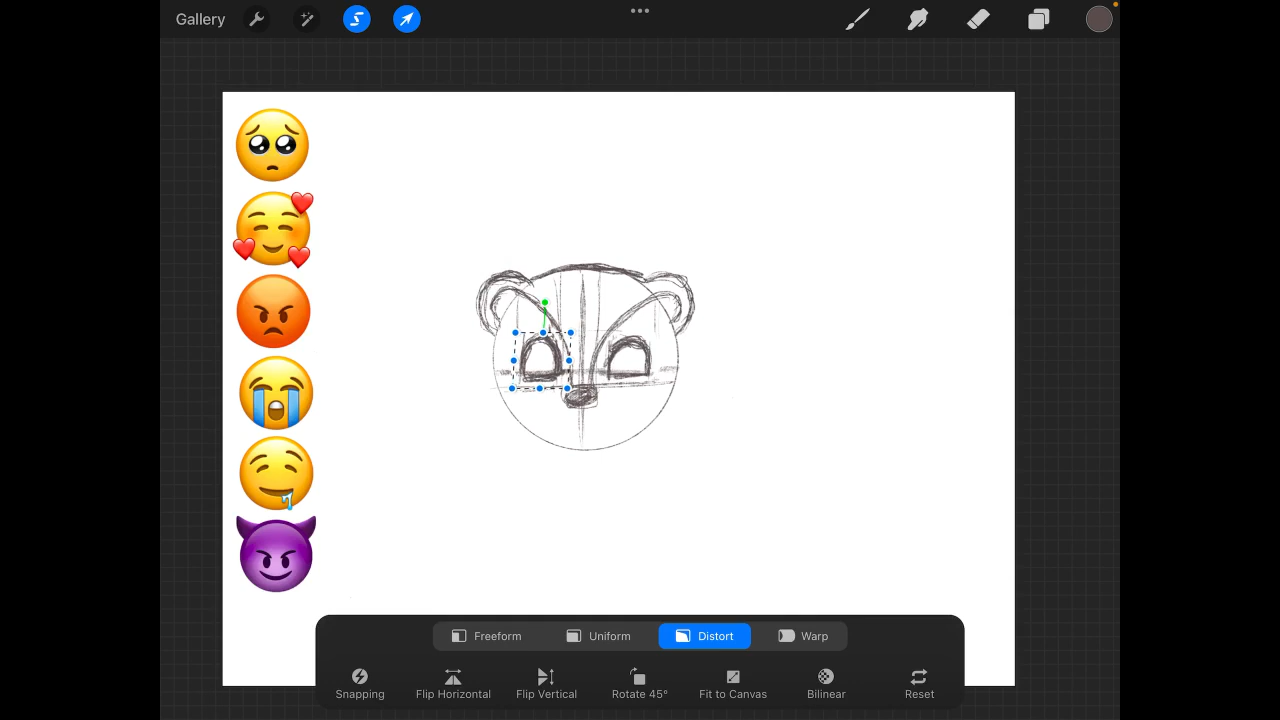 Gallery
Freeform Uniform Distort Warp
Snapping Flip Horizontal Flip Vertical Rotate 45° Fit to Canvas Bilinear Reset